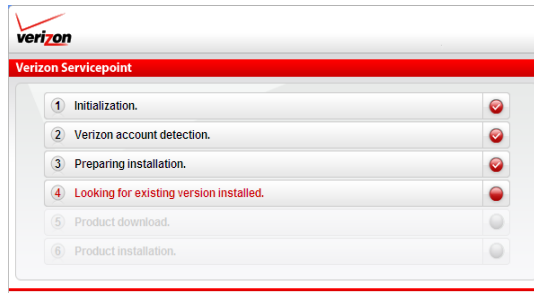 verizon
Verizon Servicepoint
1 Initialization.
2 Verizon account detection.
3 Preparing installation.
4 Looking for existing version installed.
5 Product download.
6 Product installation.